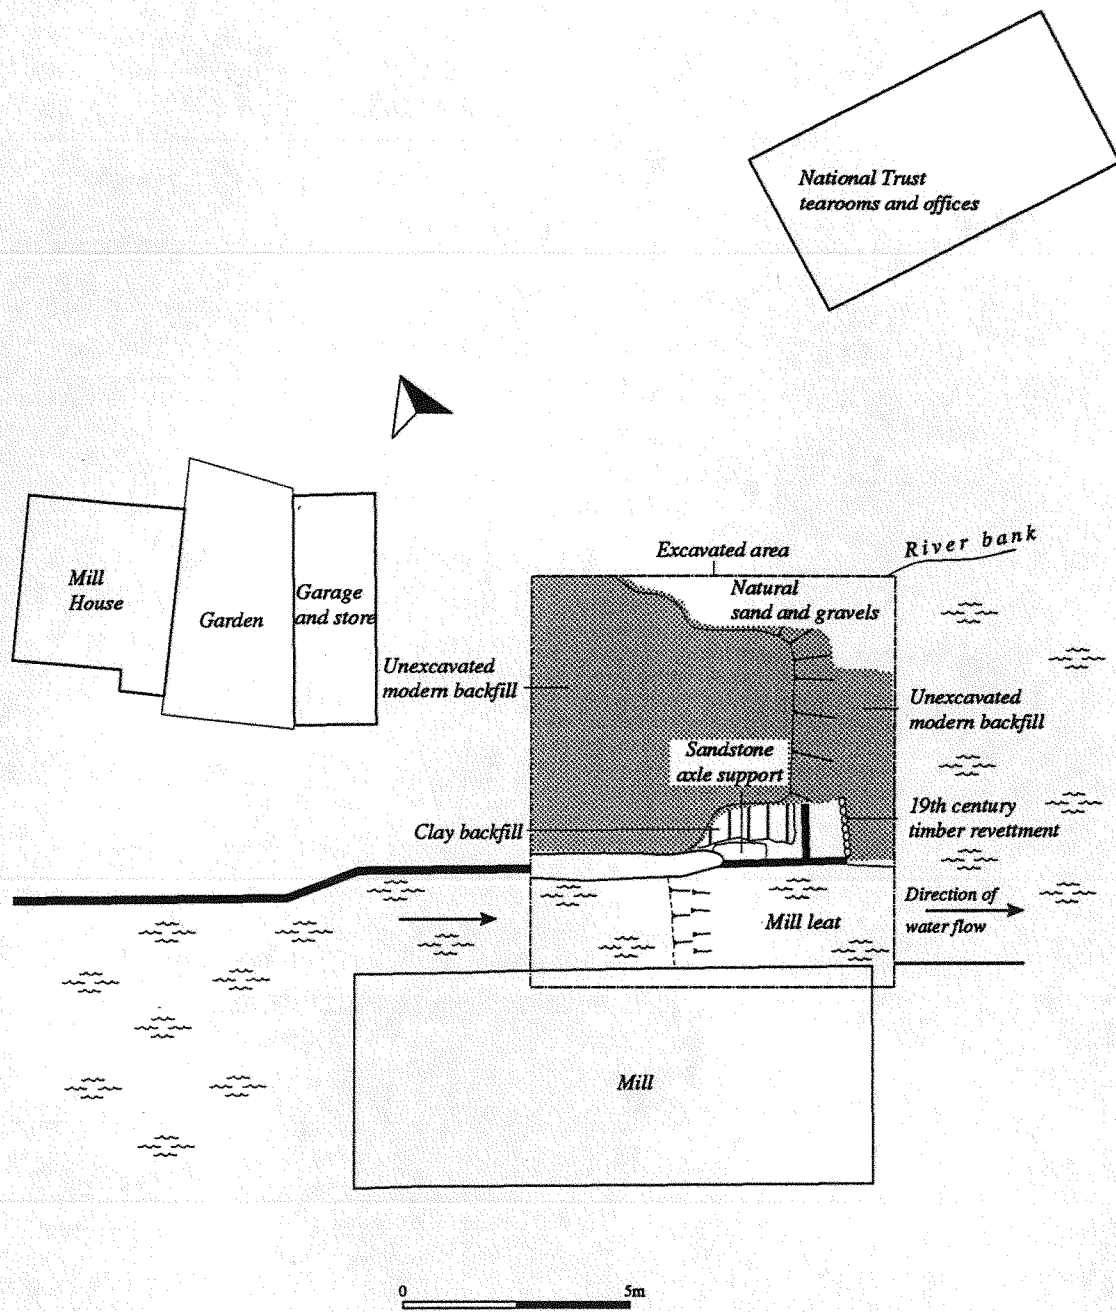 National Trust
tearooms and offices
Excavated area
River bank
Natural
sand and gravels
Mill
House
Garden
Garage
and store
Unexcavated
modern backfill
Unexcavated
modern backfill
Sandstone
axle support
Clay backfill
19th century
timber revettment
Direction of
water flow
Mill leat
Mill
0 5m